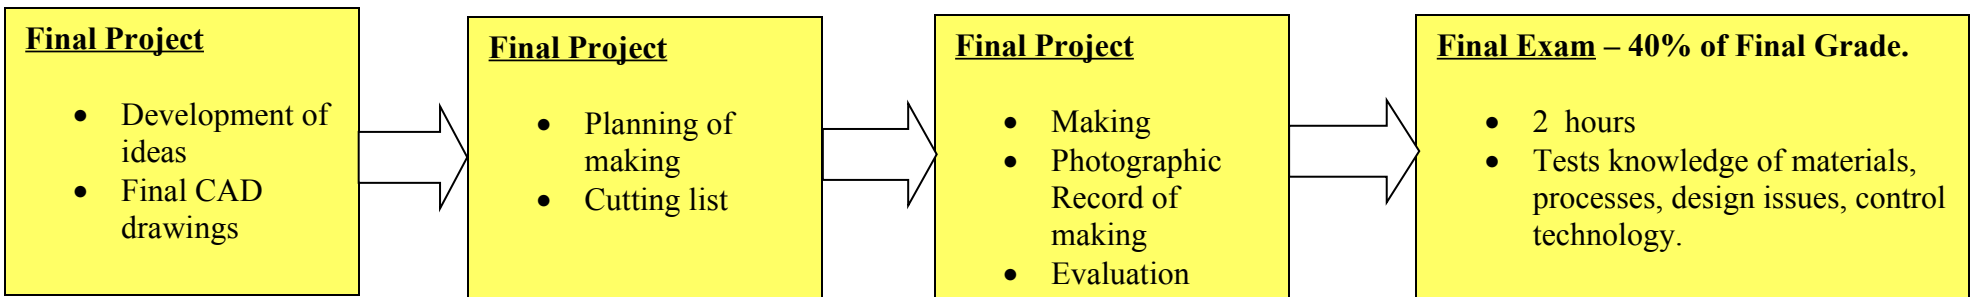 Final Project
• Development of
ideas
• Final CAD
drawings
Final Project
• Planning of
making
• Cutting list
Final Project
• Making
• Photographic
Record of
making
• Evaluation
Final Exam – 40% of Final Grade.
• 2 hours
• Tests knowledge of materials,
processes, design issues, control
technology.